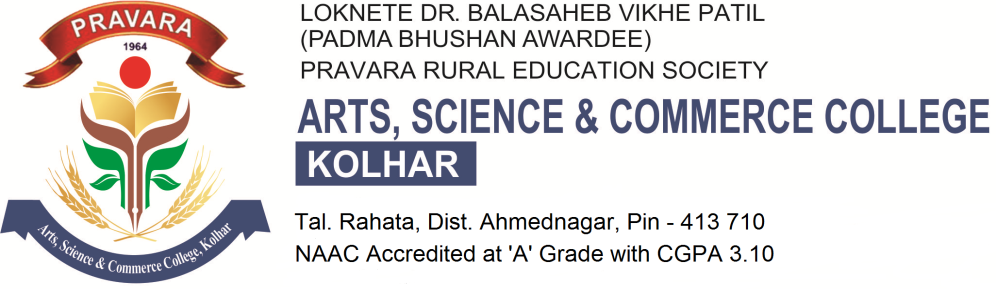 PRAVARA
1964
Arts, Science & Commerce College, Kolhar
LOKNETE DR. BALASAHEB VIKHE PATIL
(PADMA BHUSHAN AWARDEE)
PRAVARA RURAL EDUCATION SOCIETY
ARTS, SCIENCE & COMMERCE COLLEGE
KOLHAR
Tal. Rahata, Dist. Ahmednagar, Pin - 413 710
NAAC Accredited at 'A' Grade with CGPA 3.10